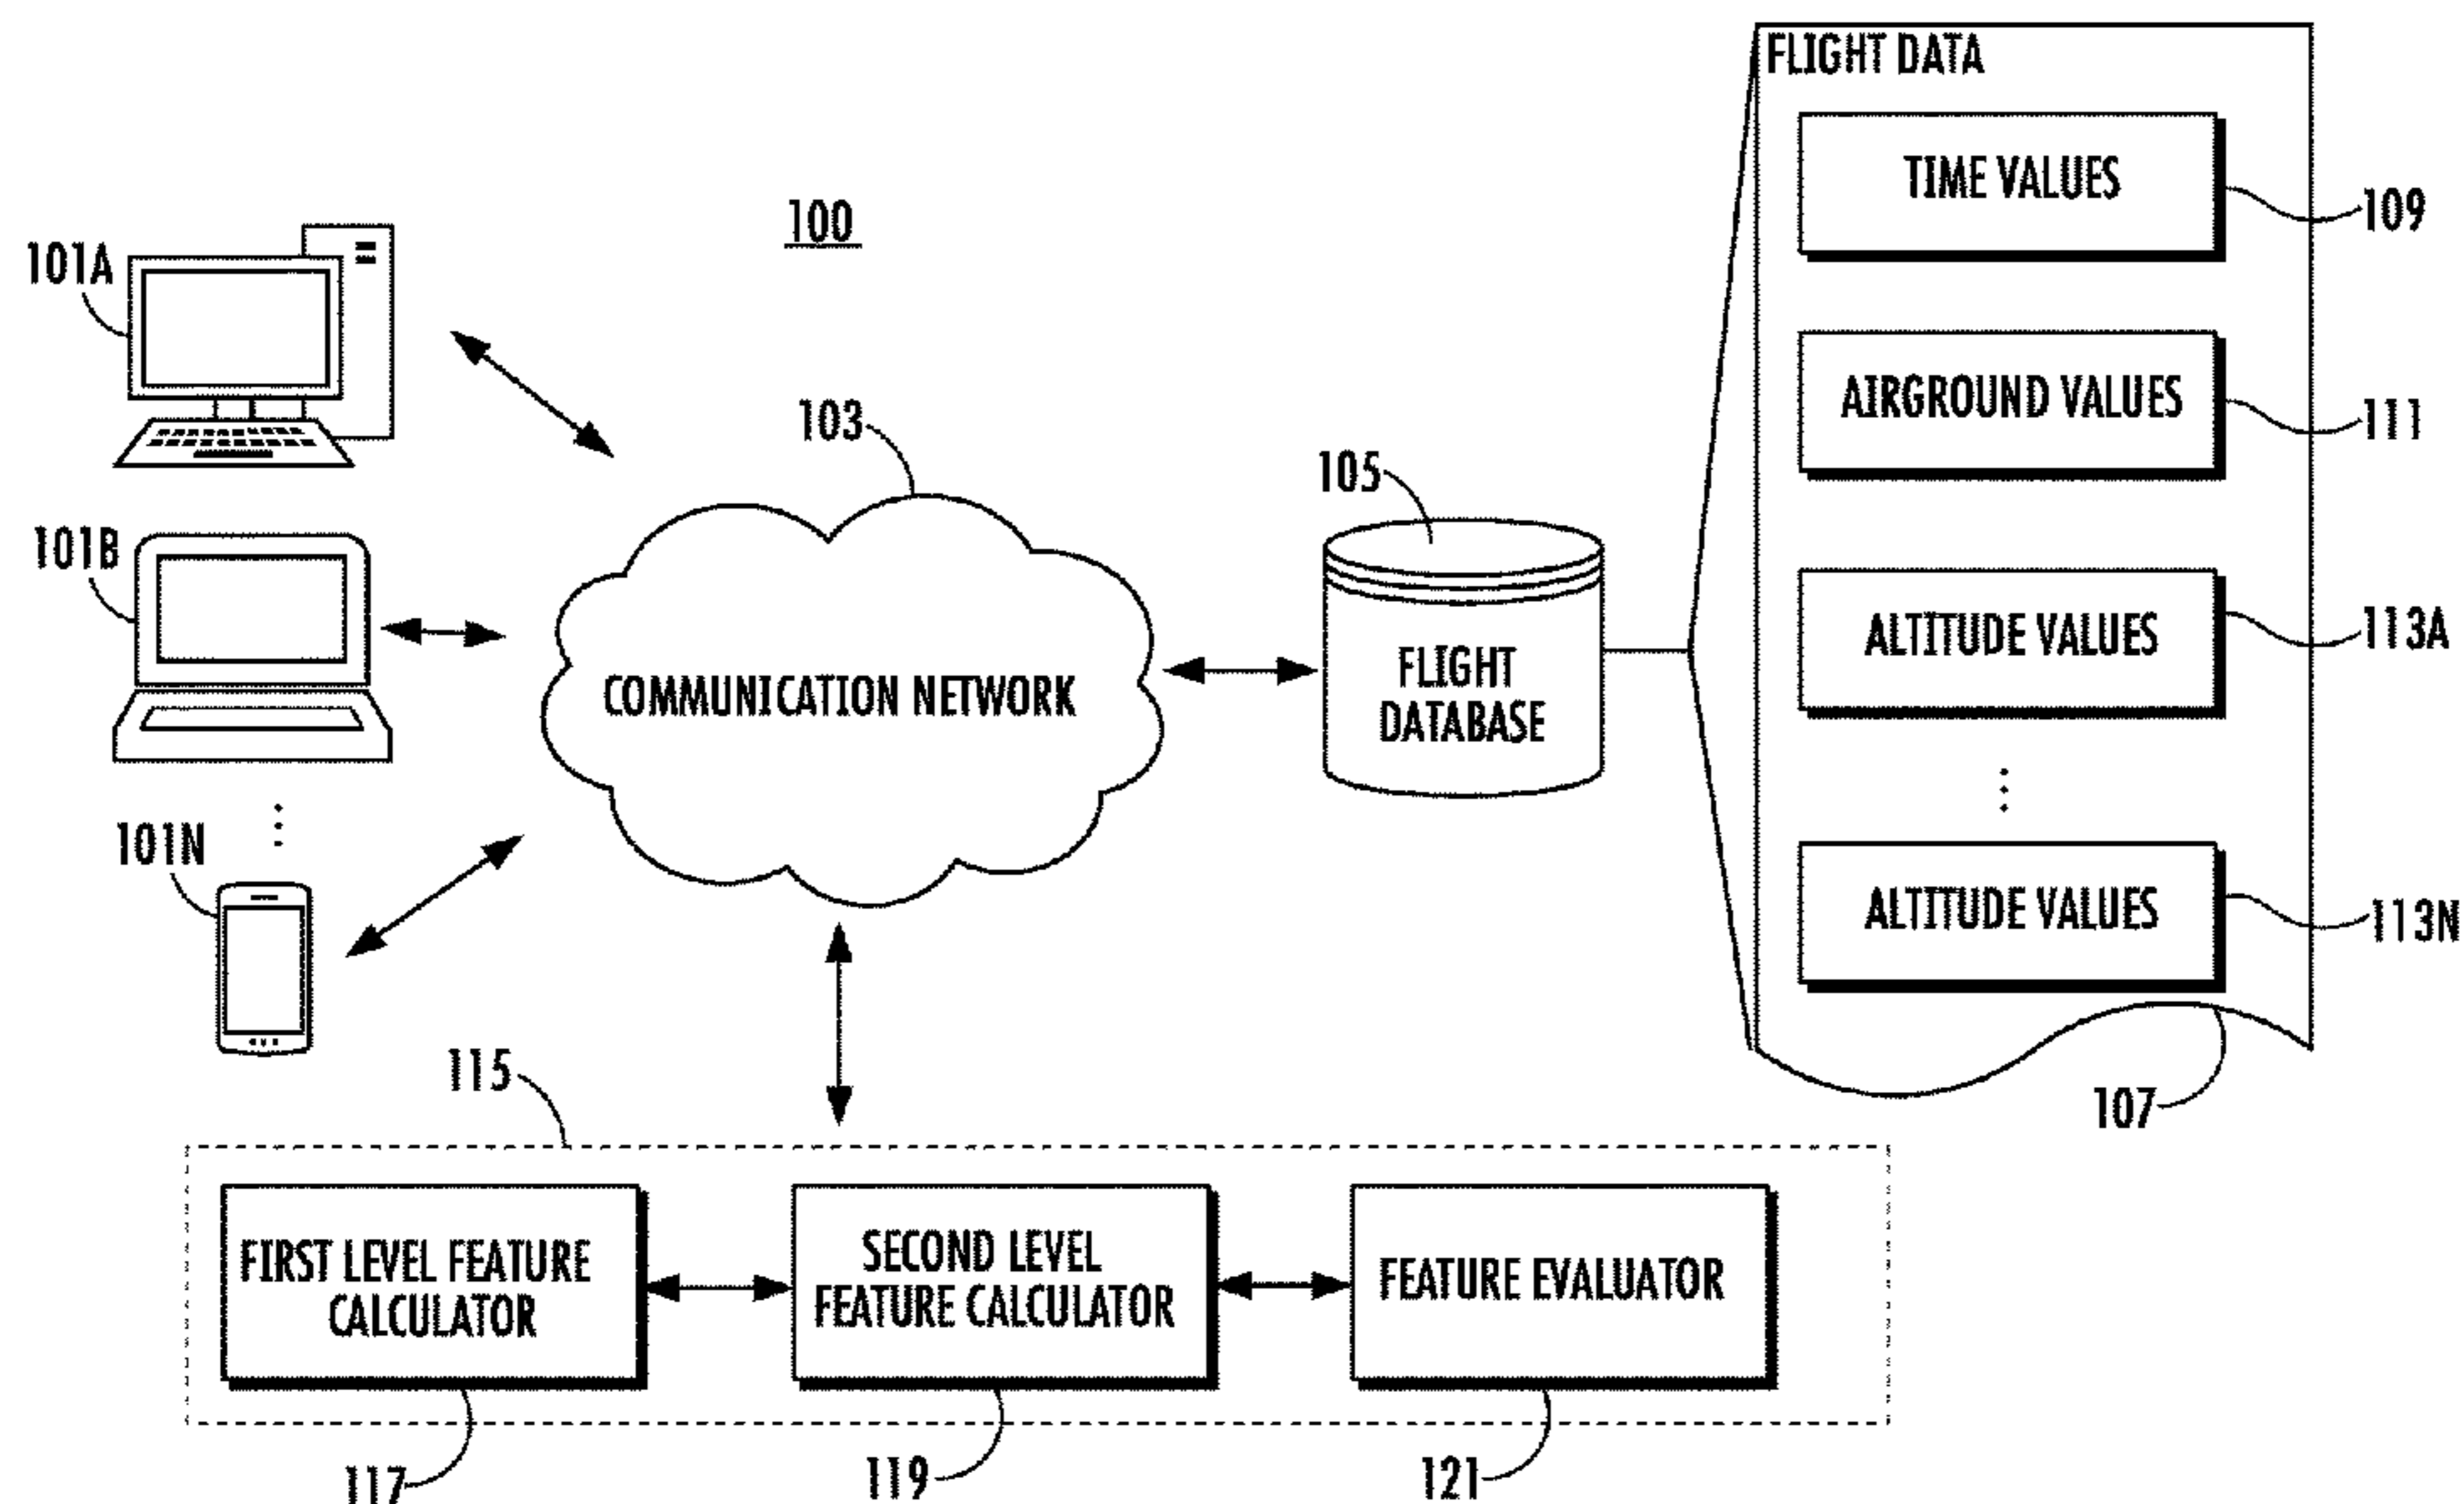 FLIGHT DATA
TIME VALUES
109
100
101A
AIRGROUND VALUES
111
103
105
101B
ALTITUDE VALUES
113A
COMMUNICATION NETWORK
FLIGHT
DATABASE
101N
ALTITUDE VALUES
113N
115
107
FIRST LEVEL FEATURE
CALCULATOR
SECOND LEVEL
FEATURE CALCULATOR
FEATURE EVALUATOR
117
119
121